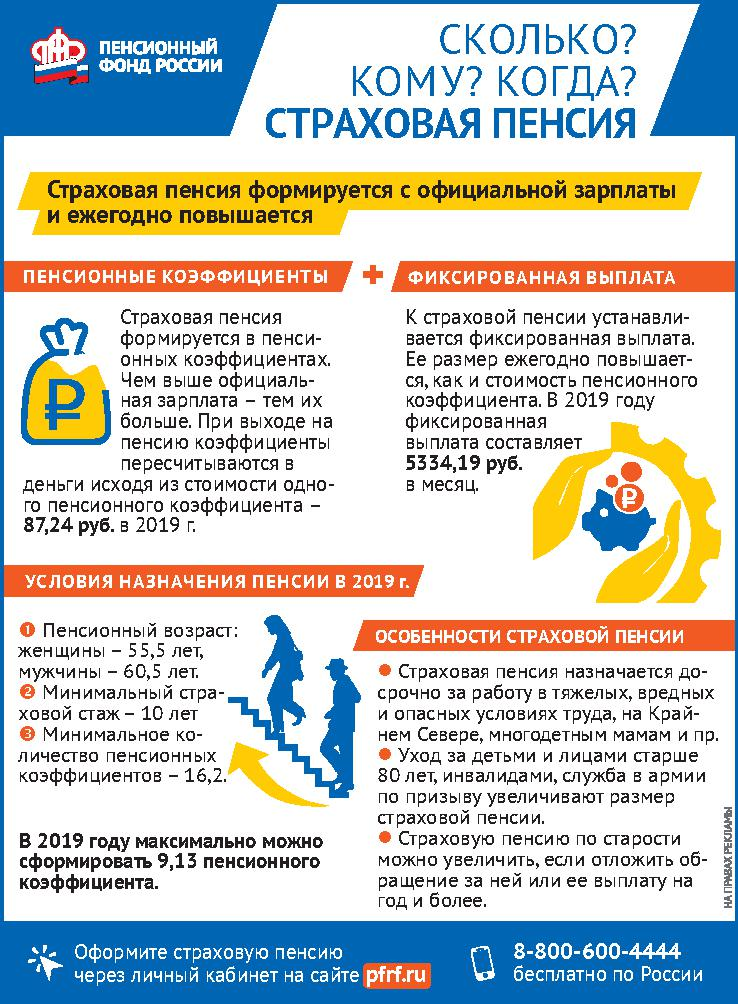 ПЕНСИОННЫЙ
ФОНД РОССИИ
СКОЛЬКО?
КОМУ? КОГДА?
СТРАХОВАЯ ПЕНСИЯ
Страховая пенсия формируется с официальной зарплаты
и ежегодно повышается
ПЕНСИОННЫЕ КОЭФФИЦИЕНТЫ
+
ФИКСИРОВАННАЯ ВЫПЛАТА
Страховая пенсия
формируется в пенси-
онных коэффициентах.
Чем выше официаль-
ная зарплата – тем их
больше. При выходе на
пенсию коэффициенты
пересчитываются в
деньги исходя из стоимости одно-
го пенсионного коэффициента –
87,24 руб. в 2019 г.
К страховой пенсии устанавли-
вается фиксированная выплата.
Ее размер ежегодно повышает-
ся, как и стоимость пенсионного
коэффициента. В 2019 году
фиксированная
выплата составляет
5334,19 руб.
в месяц.
УСЛОВИЯ НАЗНАЧЕНИЯ ПЕНСИИ В 2019 г.
1 Пенсионный возраст:
женщины – 55,5 лет,
мужчины – 60,5 лет.
2 Минимальный стра-
ховой стаж – 10 лет
3 Минимальное ко-
личество пенсионных
коэффициентов – 16,2.
В 2019 году максимально можно
сформировать 9,13 пенсионного
коэффициента.
ОСОБЕННОСТИ СТРАХОВОЙ ПЕНСИИ
● Страховая пенсия назначается до-
срочно за работу в тяжелых, вредных
и опасных условиях труда, на Край-
нем Севере, многодетным мамам и пр.
● Уход за детьми и лицами старше
80 лет, инвалидами, служба в армии
по призыву увеличивают размер
страховой пенсии.
● Страховую пенсию по старости
можно увеличить, если отложить об-
ращение за ней или ее выплату на
год и более.
НА ПРАВАХ РЕКЛАМЫ
Оформите страховую пенсию
через личный кабинет на сайте pfrf.ru
8-800-600-4444
бесплатно по России